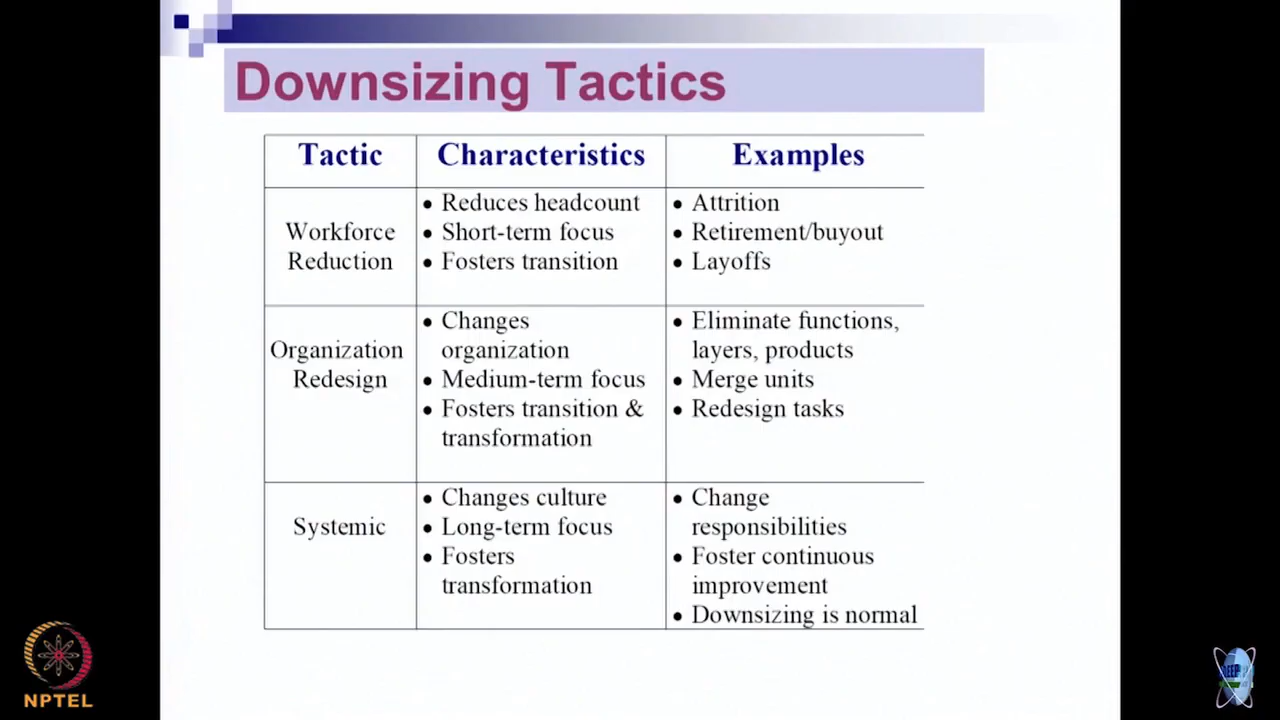 Downsizing Tactics
Tactic Characteristics Examples
Workforce
Reduction
• Reduces headcount
• Short-term focus
• Fosters transition
• Attrition
• Retirement/buyout
• Layoffs
Organization
Redesign
• Changes
organization
• Medium-term focus
• Fosters transition &
transformation
• Eliminate functions,
layers, products
• Merge units
• Redesign tasks
Systemic
• Changes culture
• Long-term focus
• Fosters
transformation
• Change
responsibilities
• Foster continuous
improvement
• Downsizing is normal
NPTEL